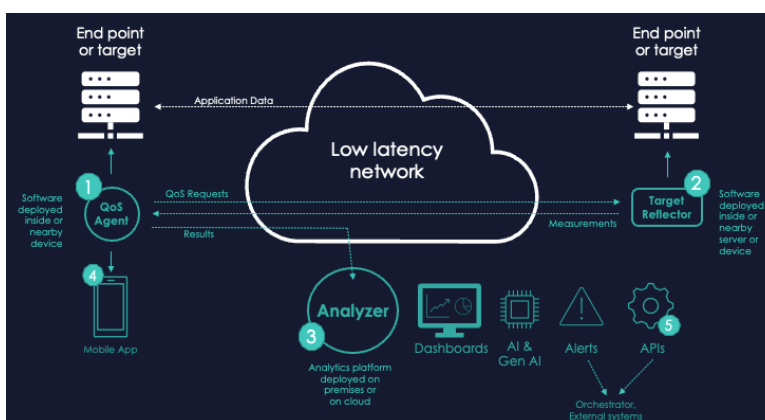 End point
or target
End point
or target
Application Data
Low latency
network
1
QoS
Agent
Software
deployed
inside or
nearby
device
QoS Requests
Measurements
Results
2
Target
Reflector
Software
deployed
inside or
nearby
server or
device
4
Mobile App
Analyzer
3
Analytics platform
deployed on
premises or
on cloud
Dashboards
AI &
Gen AI
Alerts
5
APIs
Orchestrator,
External systems